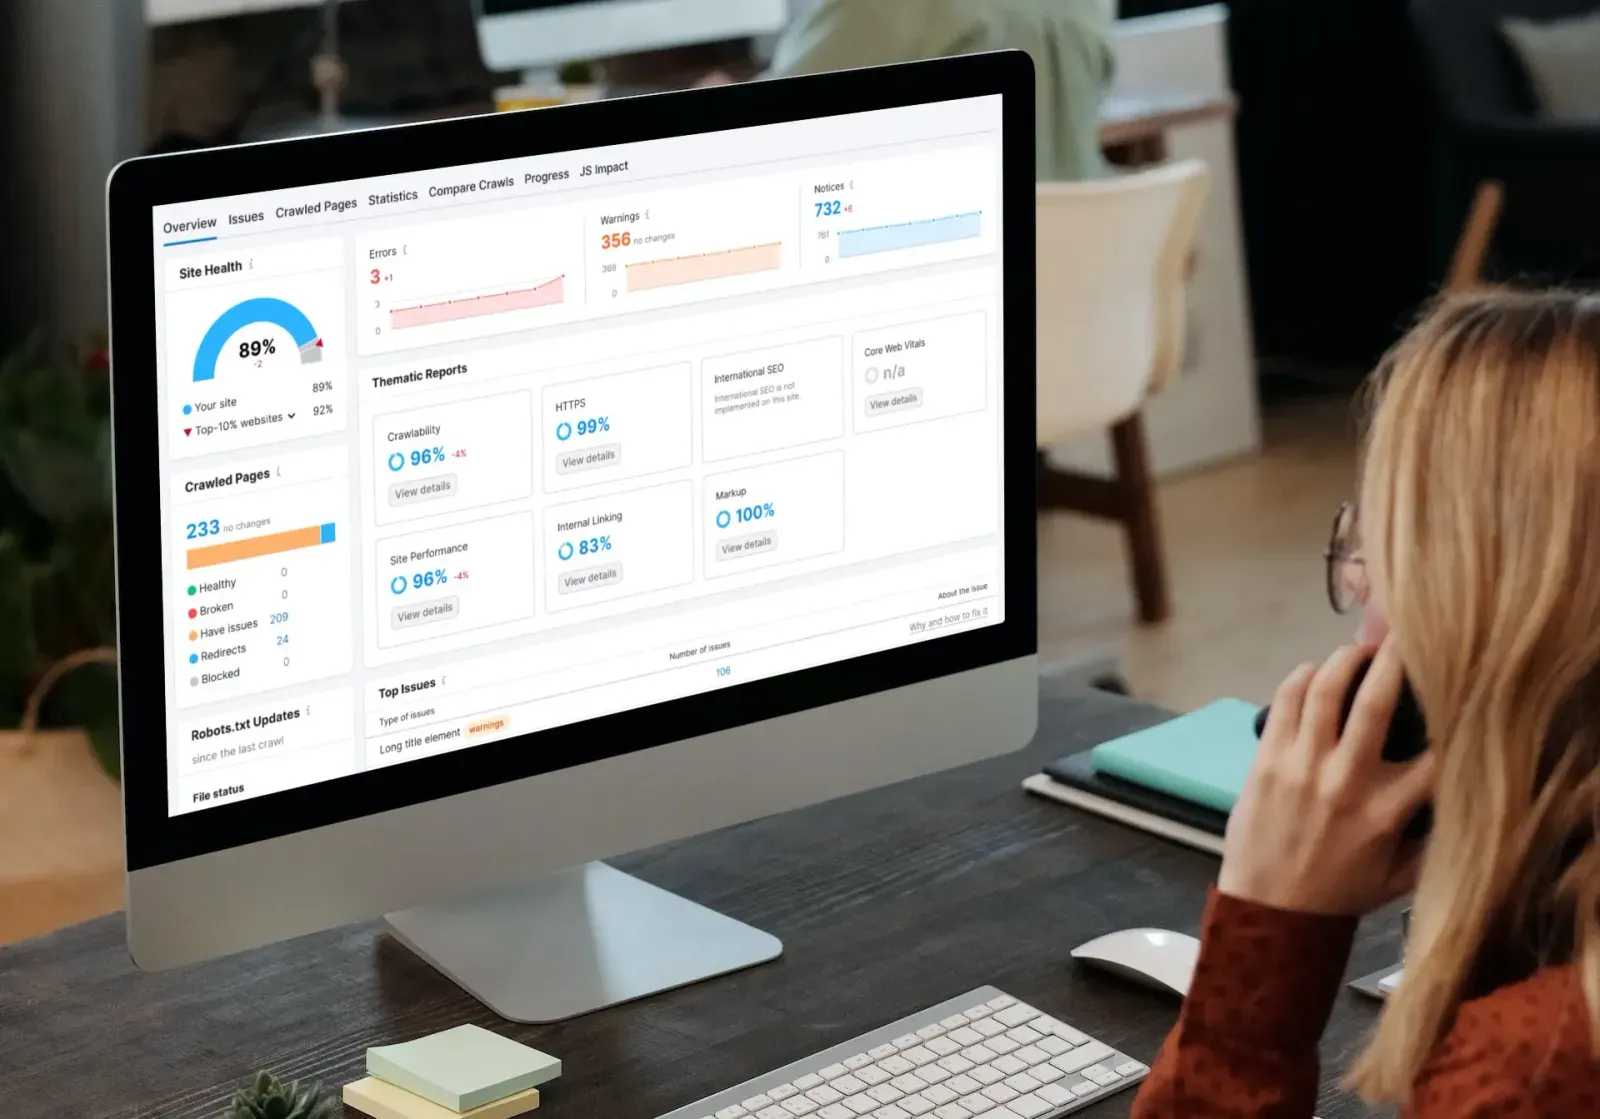 Overview Issues Crawled Pages Statistics Compare Crawls Progress JS Impact
Site Health
89%
-2
Your site 89%
Top-10% websites 92%
Crawled Pages
233 no changes
Healthy 0
Broken 0
Have issues 209
Redirects 24
Blocked 0
Robots.txt Updates
since the last crawl
File status
Errors
3 +1
3
0
Warnings
356 no changes
368
0
Notices
732 +6
761
0
Thematic Reports
Crawlability
96% -4%
View details
HTTPS
99%
View details
International SEO
International SEO is not
implemented on this site.
Core Web Vitals
n/a
View details
Site Performance
96% -4%
View details
Internal Linking
83%
View details
Markup
100%
View details
Top Issues
Type of issues Number of issues About the issue
Long title element warnings 106 Why and how to fix it